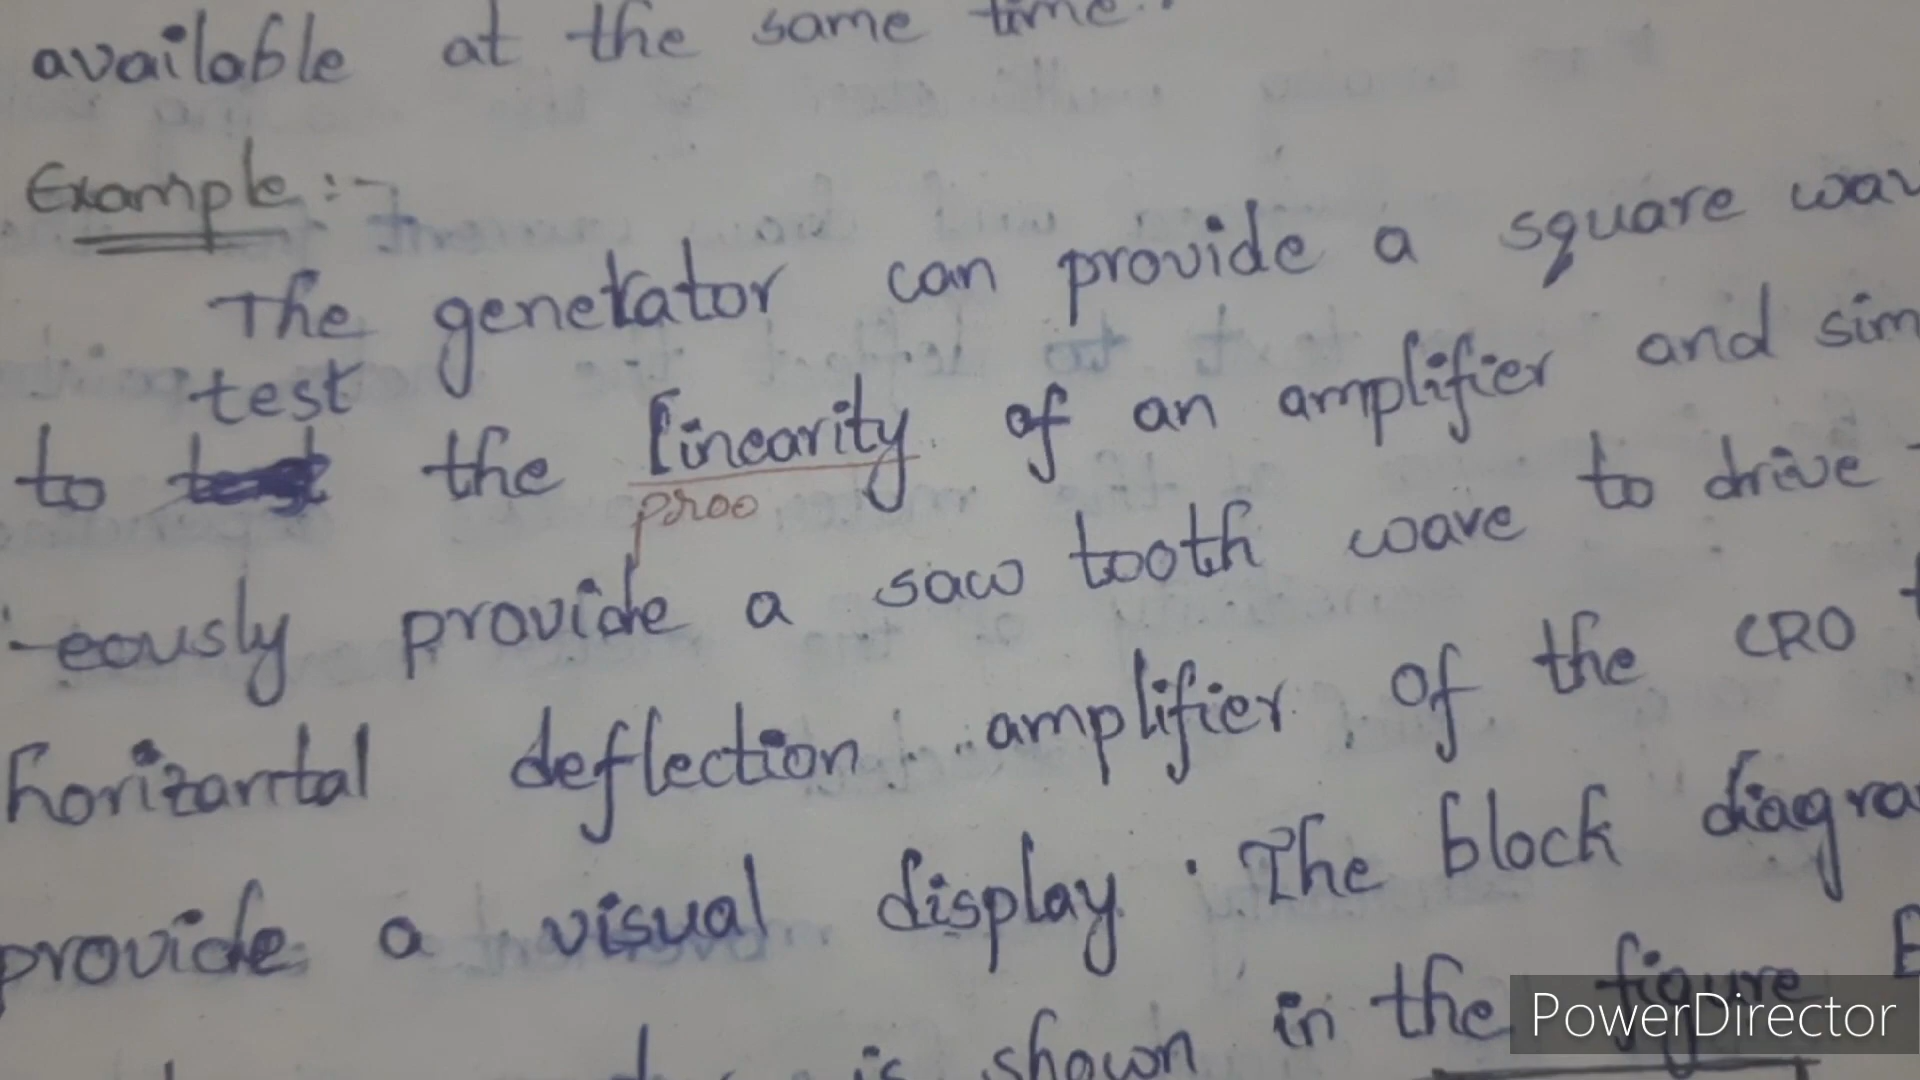 available at the same time.
Example:-
The generator can provide a square wav
test
to the linearity of an amplifier and sim
proo
-eously provide a saw tooth wave to drive
horizantal deflection amplifier of the CRO t
provide a visual display. The block diagra
is shown in the figure
PowerDirector